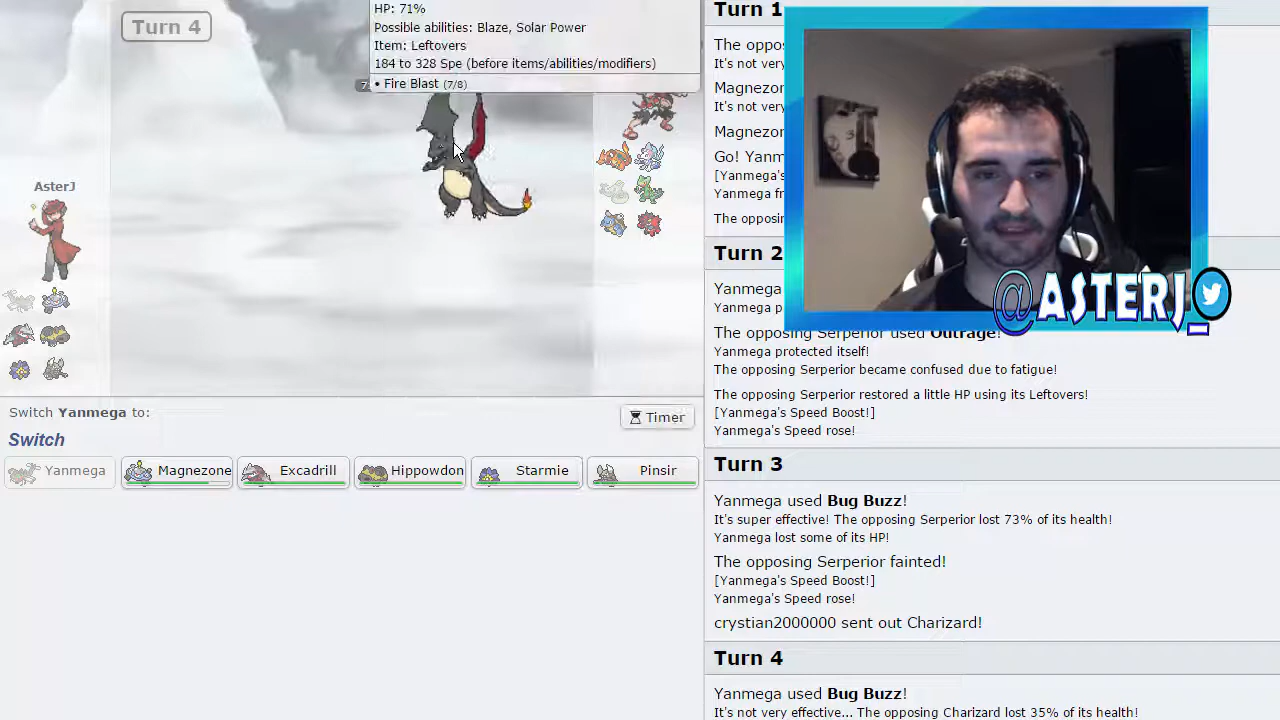 Turn 4
HP: 71%
Possible abilities: Blaze, Solar Power
Item: Leftovers
184 to 328 Spe (before items/abilities/modifiers)
• Fire Blast (7/8)
AsterJ
Switch Yanmega to:
Timer
Switch
Yanmega
Magnezone
Excadrill
Hippowdon
Starmie
Pinsir
Turn 1
The oppos
It's not very
Magnezor
It's not very
Magnezor
Go! Yanm
[Yanmega's
Yanmega fr
The opposi
Turn 2
Yanmega
Yanmega p
The opposing Serperior used Outrage!
Yanmega protected itself!
The opposing Serperior became confused due to fatigue!
The opposing Serperior restored a little HP using its Leftovers!
[Yanmega's Speed Boost!]
Yanmega's Speed rose!
Turn 3
Yanmega used Bug Buzz!
It's super effective! The opposing Serperior lost 73% of its health!
Yanmega lost some of its HP!
The opposing Serperior fainted!
[Yanmega's Speed Boost!]
Yanmega's Speed rose!
crystian2000000 sent out Charizard!
Turn 4
Yanmega used Bug Buzz!
It's not very effective... The opposing Charizard lost 35% of its health!
@ASTERJ_